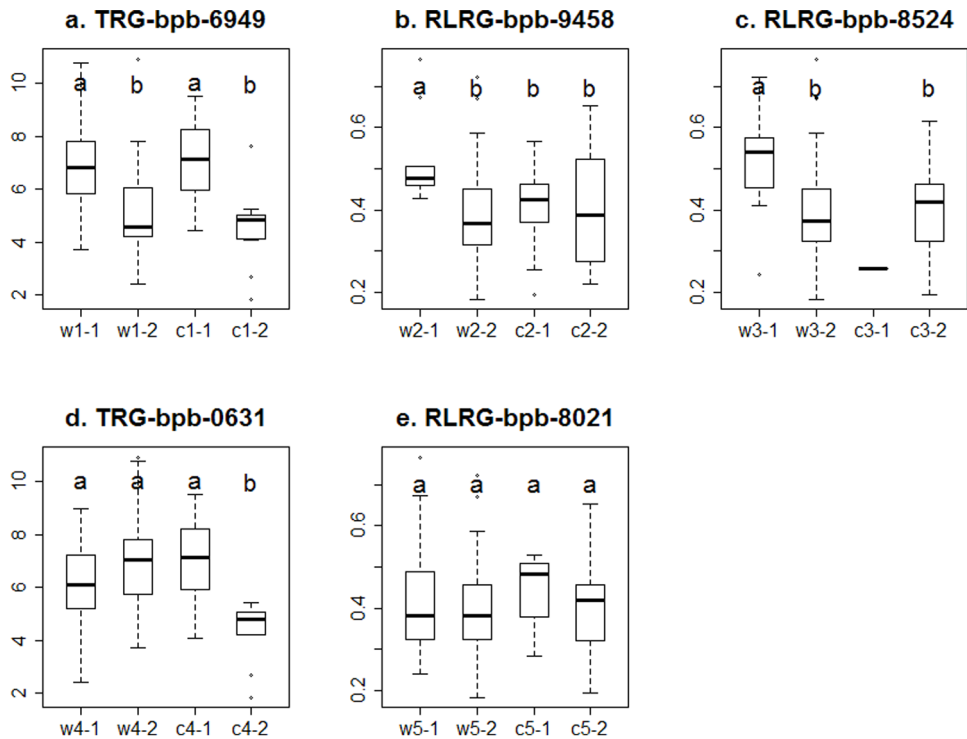 a. TRG-bpb-6949
b. RLRG-bpb-9458
c. RLRG-bpb-8524
10
8
6
4
2
a b a b
w1-1 w1-2 c1-1 c1-2
0.6
0.4
0.2
a b b b
w2-1 w2-2 c2-1 c2-2
0.6
0.4
0.2
a b b
w3-1 w3-2 c3-1 c3-2
d. TRG-bpb-0631
e. RLRG-bpb-8021
10
8
6
4
2
a a a b
w4-1 w4-2 c4-1 c4-2
0.6
0.4
0.2
a a a a
w5-1 w5-2 c5-1 c5-2